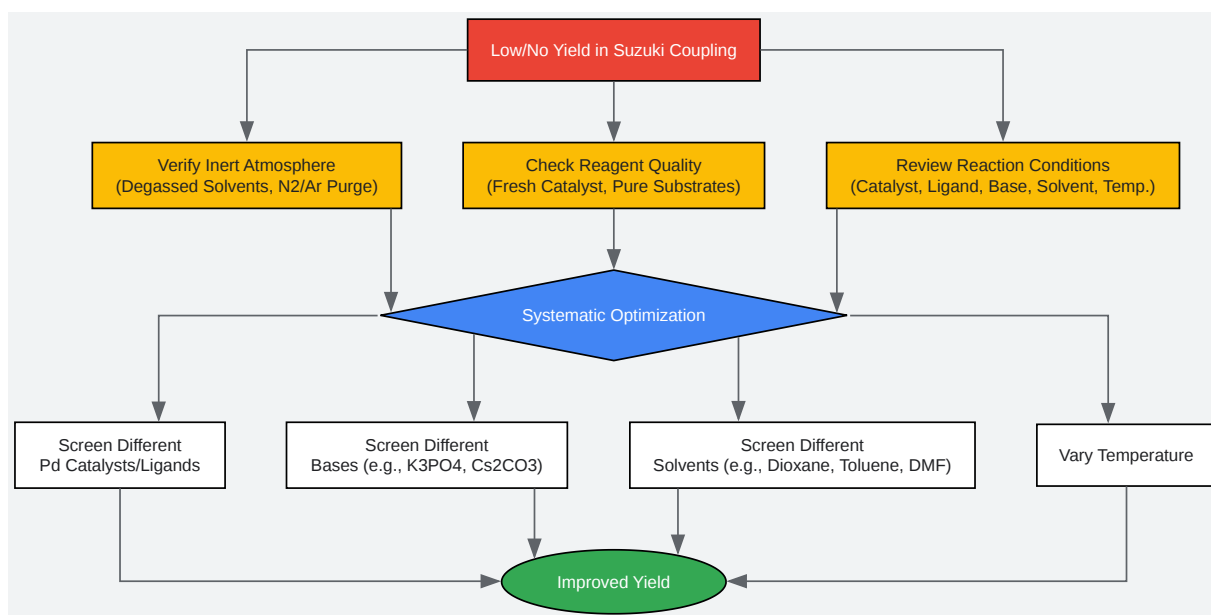 Low/No Yield in Suzuki Coupling
Verify Inert Atmosphere
(Degassed Solvents, N2/Ar Purge)
Check Reagent Quality
(Fresh Catalyst, Pure Substrates)
Review Reaction Conditions
(Catalyst, Ligand, Base, Solvent, Temp.)
Systematic Optimization
Screen Different
Pd Catalysts/Ligands
Screen Different
Bases (e.g., K3PO4, Cs2CO3)
Screen Different
Solvents (e.g., Dioxane, Toluene, DMF)
Vary Temperature
Improved Yield